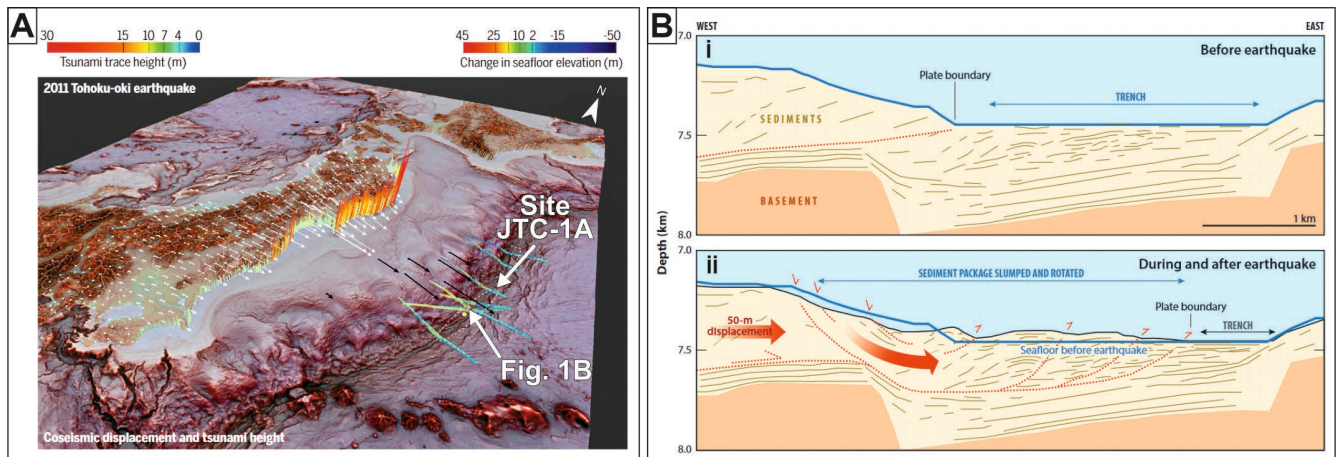 A
30 15 10 7 4 0
Tsunami trace height (m)
45 25 10 2 -2 -15 -50
Change in seafloor elevation (m)
2011 Tohoku-oki earthquake
N
Site
JTC-1A
Fig. 1B
Coseismic displacement and tsunami height
B
WEST
EAST
7.0
i
Before earthquake
Plate boundary
TRENCH
SEDIMENTS
7.5
BASEMENT
1 km
8.0
Depth (km)
7.0
ii
During and after earthquake
SEDIMENT PACKAGE SLUMPED AND ROTATED
Plate boundary
50-m
displacement
TRENCH
Seafloor before earthquake
7.5
8.0